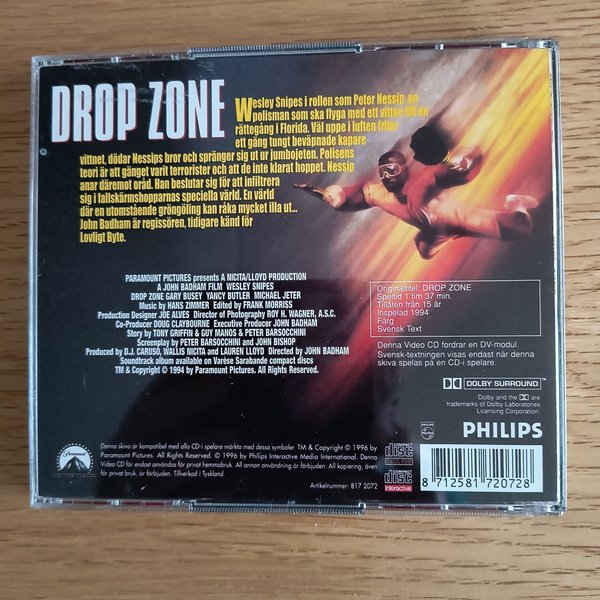 DROP ZONE
Wesley Snipes i rollen som Peter Nessip, en
polisman som ska flyga med ett vittne till en
rättegång i Florida. Väl uppe i luften fritar
ett gäng tungt beväpnade kapare
vittnet, dödar Nessips bror och spränger sig ut ur jumbojeten. Polisens
teori är att gänget varit terrorister och att de inte klarat hoppet. Nessip
anar däremot oråd. Han beslutar sig för att infiltrera
sig i fallskärmshopparnas speciella värld. En värld
där en utomstående gröngöling kan råka mycket illa ut...
John Badham är regissören, tidigare känd för
Lovligt Byte.
PARAMOUNT PICTURES presents A NICITA/LLOYD PRODUCTION
A JOHN BADHAM FILM WESLEY SNIPES
DROP ZONE GARY BUSEY YANCY BUTLER MICHAEL JETER
Music by HANS ZIMMER Edited by FRANK MORRISS
Production Designer JOE ALVES Director of Photography ROY H. WAGNER, A.S.C.
Co-Producer DOUG CLAYBOURNE Executive Producer JOHN BADHAM
Story by TONY GRIFFIN & GUY MANOS & PETER BARSOCCHINI
Screenplay by PETER BARSOCCHINI and JOHN BISHOP
Produced by D.J. CARUSO, WALLIS NICITA and LAUREN LLOYD Directed by JOHN BADHAM
Soundtrack album available on Varèse Sarabande compact discs
TM & Copyright © 1994 by Paramount Pictures. All Rights Reserved.
Originaltitel: DROP ZONE
Speltid 1 tim 37 min.
Tillåten från 15 år
Inspelad 1994
Färg
Svensk Text
Denna Video CD fordrar en DV-modul.
Svensk-textningen visas endast när denna
skiva spelas på en CD-i spelare.
DOLBY SURROUND
Dolby and the DD are
trademarks of Dolby Laboratories
Licensing Corporation.
PHILIPS
Paramount
Denna skiva är kompatibel med alla CD-i spelare märkta med dessa symboler. TM & Copyright © 1996 by
Paramount Pictures. All Rights Reserved. © 1996 by Philips Interactive Media International. Denna
Video CD får endast användas för privat hemmabruk. All annan användning är förbjuden. All kopiering, även
för privat bruk, är förbjuden. Tillverkad i Tyskland.
Artikelnummer: 817 2072
COMPACT
disc
COMPACT
disc
Interactive
PHILIPS
8 712581 720728